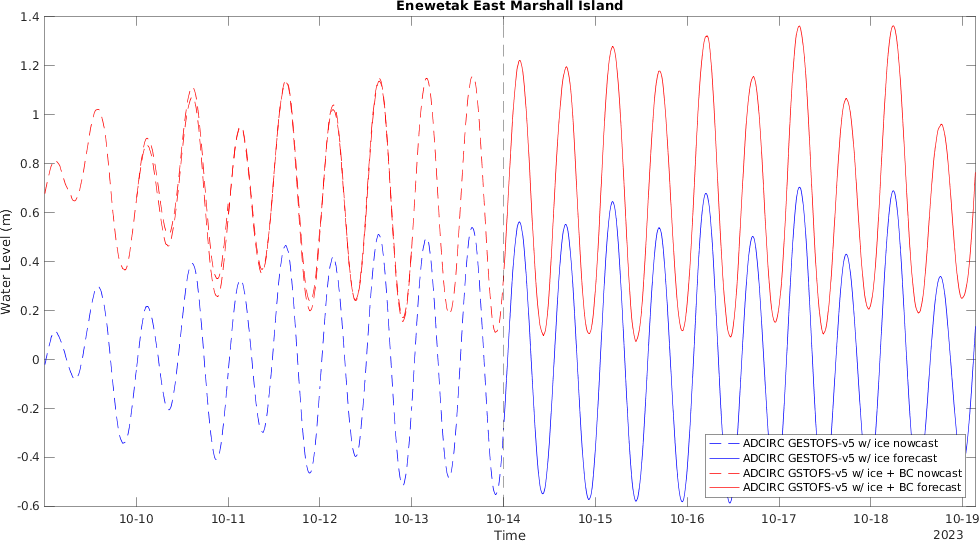 Enewetak East Marshall Island
1.4
1.2
1
0.8
0.6
0.4
0.2
0
-0.2
-0.4
-0.6
Water Level (m)
ADCIRC GESTOFS-v5 w/ ice nowcast
ADCIRC GESTOFS-v5 w/ ice forecast
ADCIRC GSTOFS-v5 w/ ice + BC nowcast
ADCIRC GSTOFS-v5 w/ ice + BC forecast
10-10 10-11 10-12 10-13 10-14 10-15 10-16 10-17 10-18 10-19
Time 2023